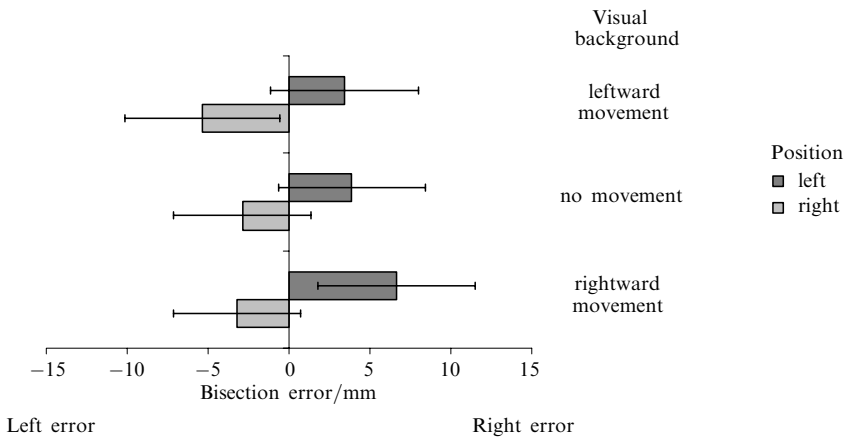 Visual
background
leftward
movement
Position
left
no movement
right
rightward
movement
−15 −10 −5 0 5 10 15
Bisection error/mm
Left error Right error